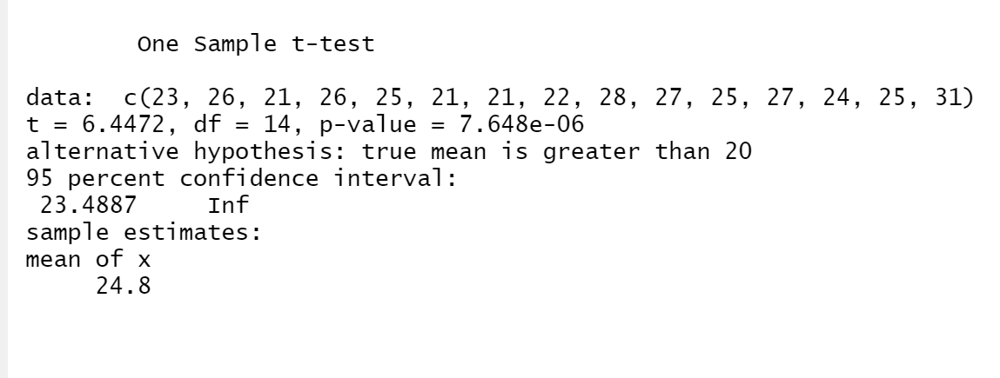 One Sample t-test
data: c(23, 26, 21, 26, 25, 21, 21, 22, 28, 27, 25, 27, 24, 25, 31)
t = 6.4472, df = 14, p-value = 7.648e-06
alternative hypothesis: true mean is greater than 20
95 percent confidence interval:
23.4887 Inf
sample estimates:
mean of x
24.8